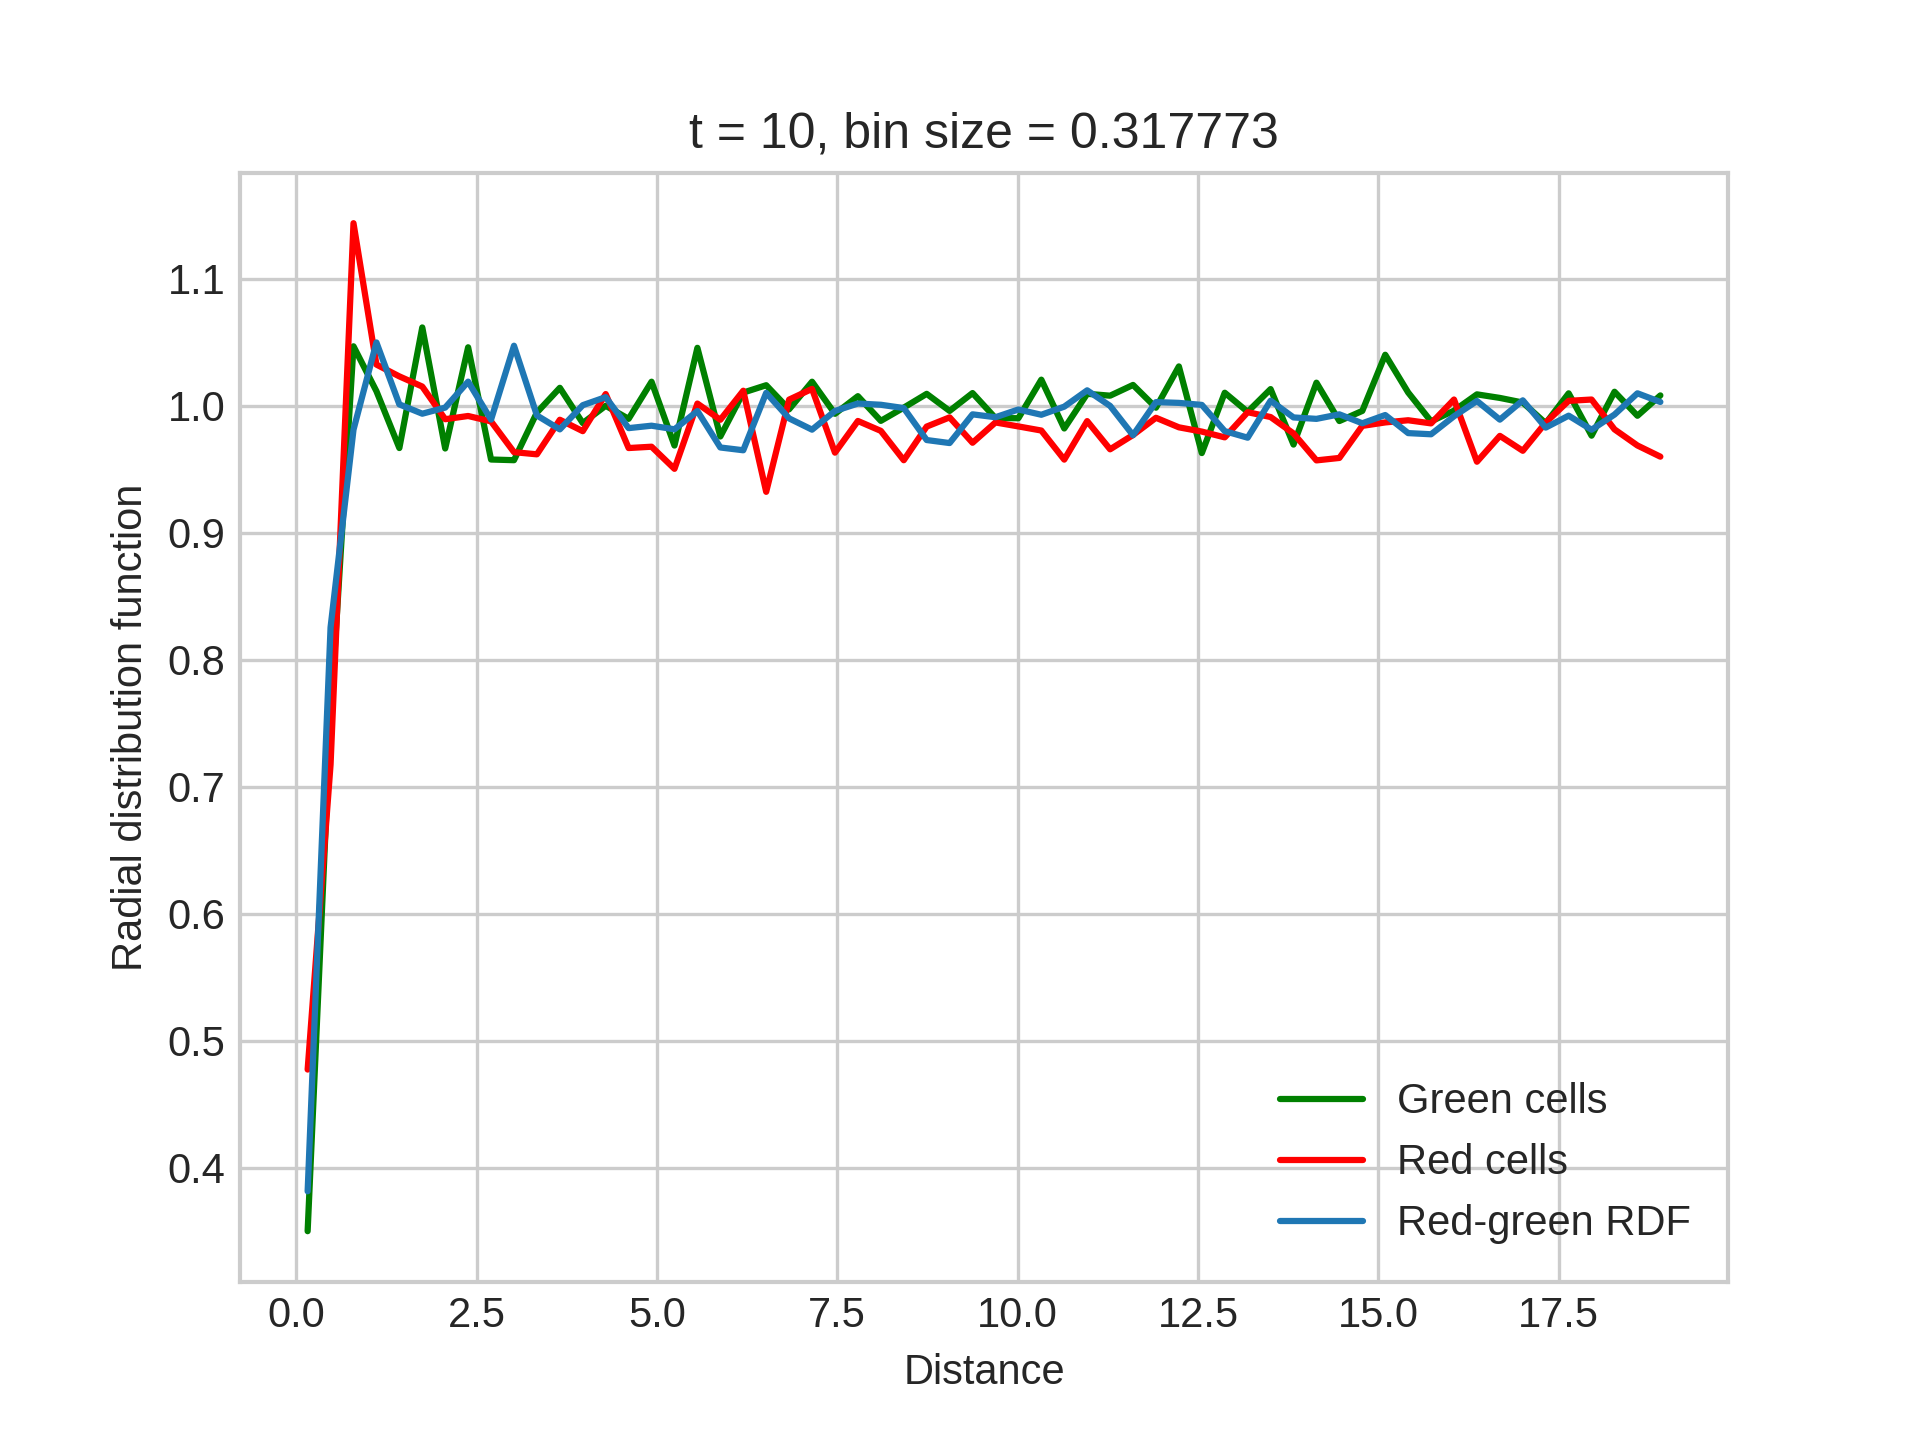 t = 10, bin size = 0.317773
Radial distribution function
1.1
1.0
0.9
0.8
0.7
0.6
0.5
0.4
Green cells
Red cells
Red-green RDF
0.0 2.5 5.0 7.5 10.0 12.5 15.0 17.5
Distance